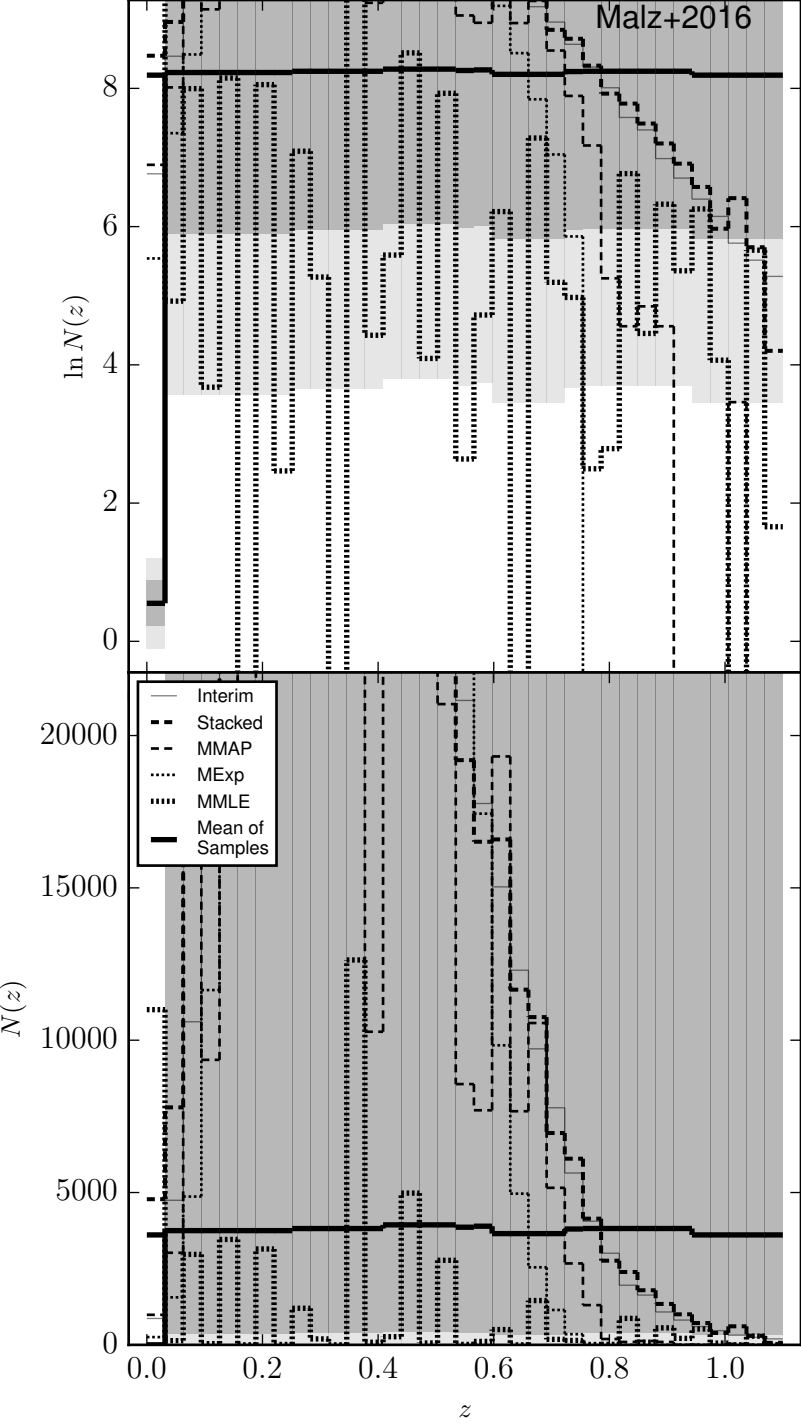 Malz+2016
8
6
4
2
0
ln N(z)
Interim
Stacked
MMAP
MExp
MMLE
Mean of
Samples
20000
15000
10000
5000
0
N(z)
0.0 0.2 0.4 0.6 0.8 1.0
z